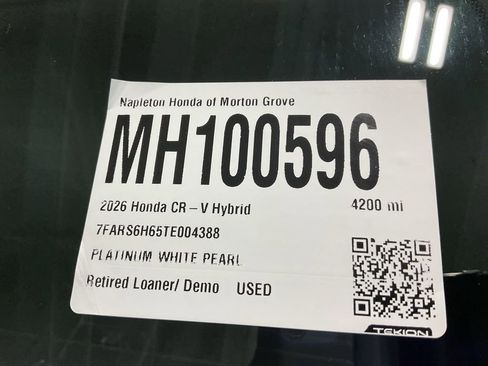 Napleton Honda of Morton Grove
MH100596
2026 Honda CR-V Hybrid 4200 mi
7FARS6H65TE004388
PLATINUM WHITE PEARL
Retired Loaner/ Demo USED
TEKION